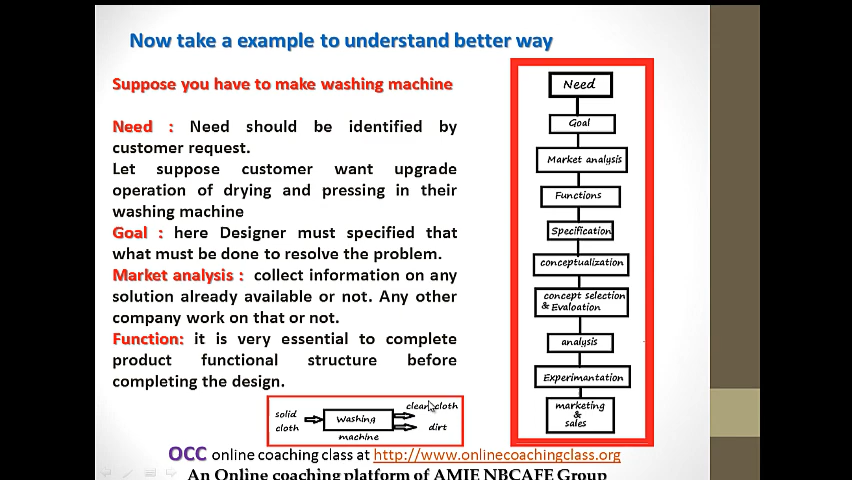 Now take a example to understand better way
Suppose you have to make washing machine
Need : Need should be identified by
customer request.
Let suppose customer want upgrade
operation of drying and pressing in their
washing machine
Goal : here Designer must specified that
what must be done to resolve the problem.
Market analysis : collect information on any
solution already available or not. Any other
company work on that or not.
Function: it is very essential to complete
product functional structure before
completing the design.
solid
cloth
Washing
machine
clean cloth
dirt
Need
Goal
Market analysis
Functions
Specification
conceptualization
concept selection
& Evaluation
analysis
Experimantation
marketing
&
sales
OCC online coaching class at http://www.onlinecoachingclass.org
An Online coaching platform of AMIE NBCAFE Group